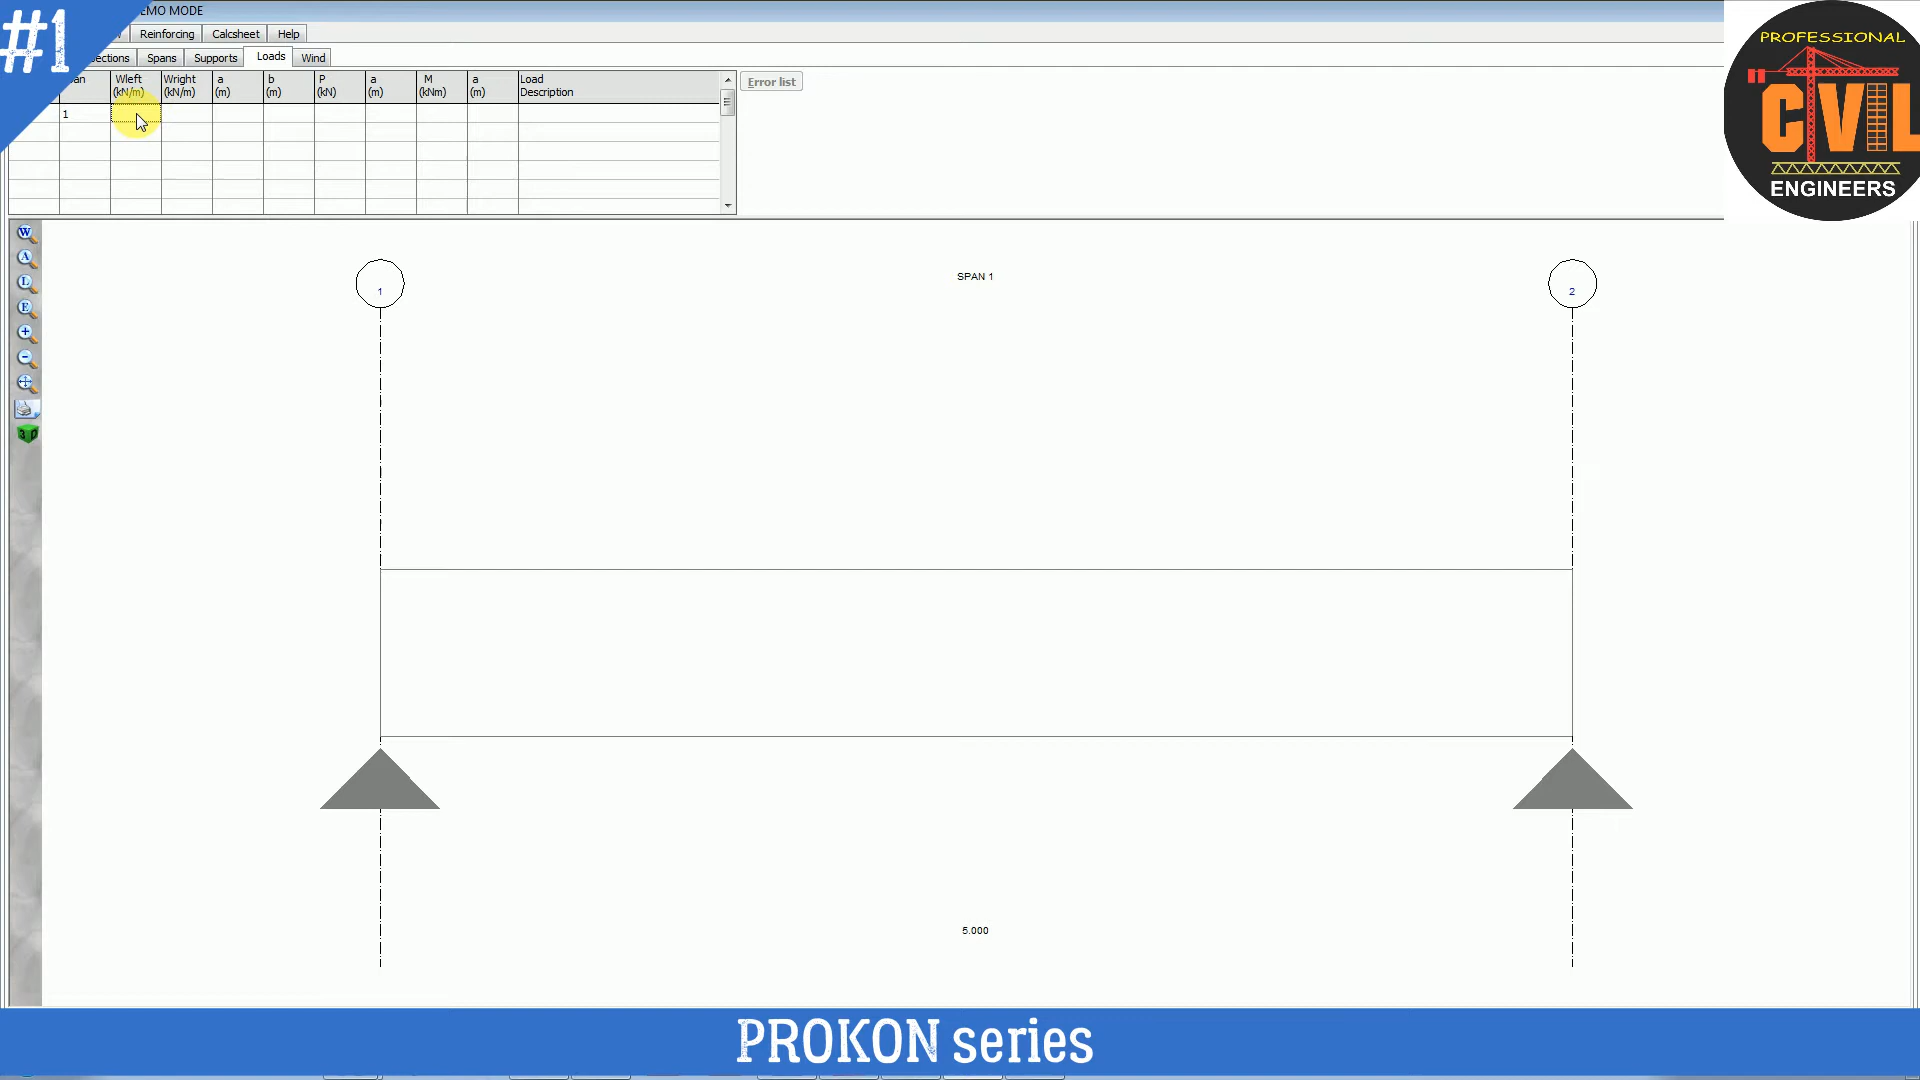 #1
EMO MODE
Reinforcing Calcsheet Help
Spans Supports Loads Wind
Wleft (kN/m) Wright (kN/m) a (m) b (m) P (kN) a (m) M (kNm) a (m) Load Description
Error list
1
PROFESSIONAL
CIVIL
ENGINEERS
W
A
L
E
3D
1
SPAN 1
2
5.000
PROKON series